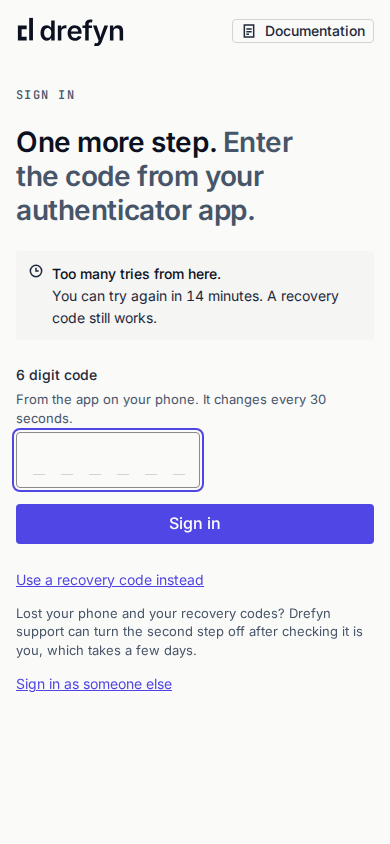 drefyn
Documentation
SIGN IN
One more step. Enter
the code from your
authenticator app.
Too many tries from here.
You can try again in 14 minutes. A recovery
code still works.
6 digit code
From the app on your phone. It changes every 30
seconds.
Sign in
Use a recovery code instead
Lost your phone and your recovery codes? Drefyn
support can turn the second step off after checking it is
you, which takes a few days.
Sign in as someone else